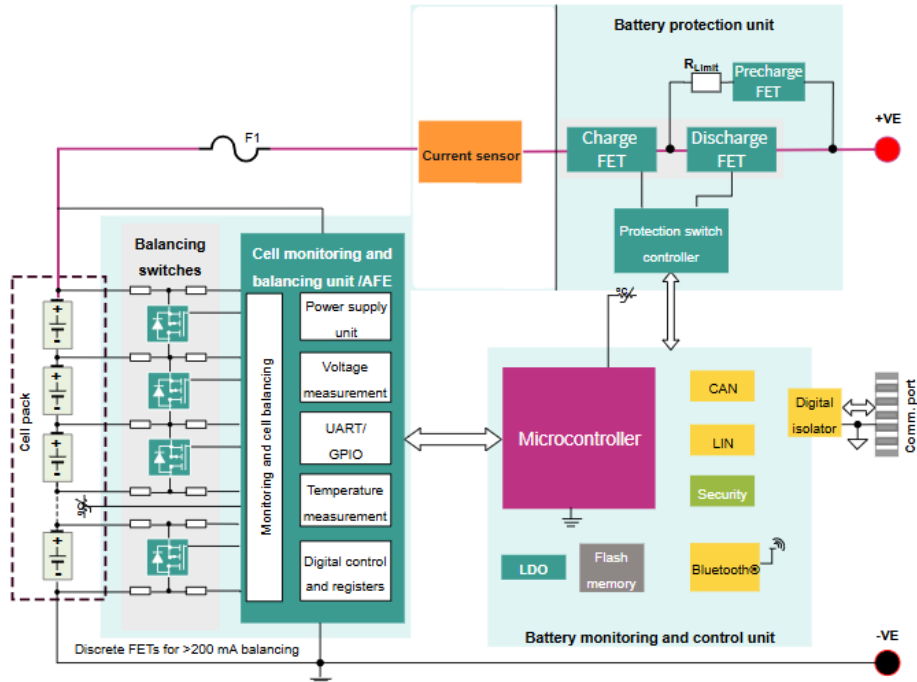 Battery protection unit
RLimit
Precharge
FET
+VE
F1
Current sensor
Charge
FET
Discharge
FET
Protection switch
controller
Balancing
switches
Cell monitoring and
balancing unit /AFE
Power supply
unit
Voltage
measurement
UART/
GPIO
Temperature
measurement
Digital control
and registers
Monitoring and cell balancing
Cell pack
°C
°C
Microcontroller
CAN
LIN
Security
Bluetooth®
LDO
Flash
memory
Digital
isolator
Comm. port
Battery monitoring and control unit
Discrete FETs for >200 mA balancing
-VE